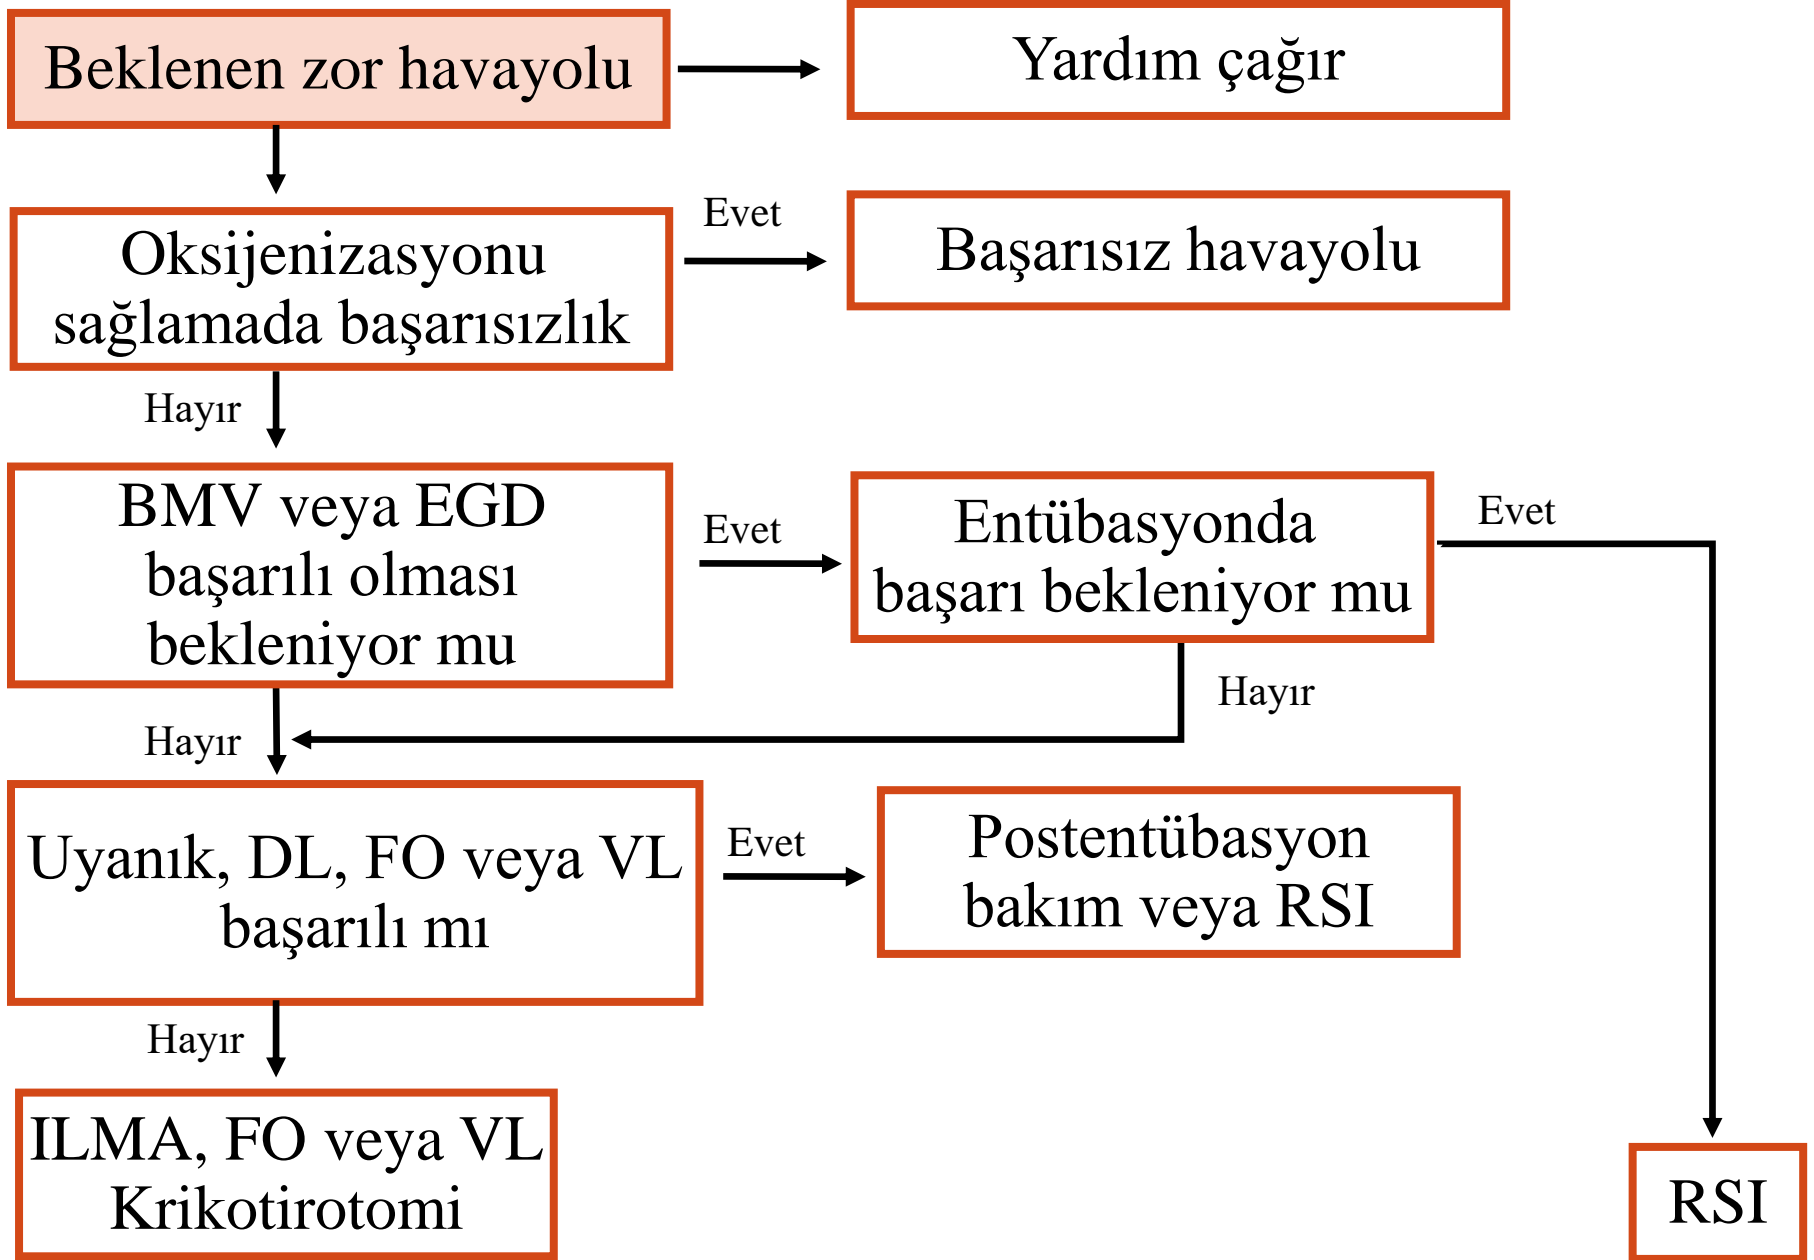 Beklenen zor havayolu
Yardım çağır
Oksijenizasyonu
sağlamada başarısızlık
Evet
Başarısız havayolu
Hayır
BMV veya EGD
başarılı olması
bekleniyor mu
Evet
Entübasyonda
başarı bekleniyor mu
Evet
Hayır
Hayır
Uyanık, DL, FO veya VL
başarılı mı
Evet
Postentübasyon
bakım veya RSI
Hayır
ILMA, FO veya VL
Krikotirotomi
RSI